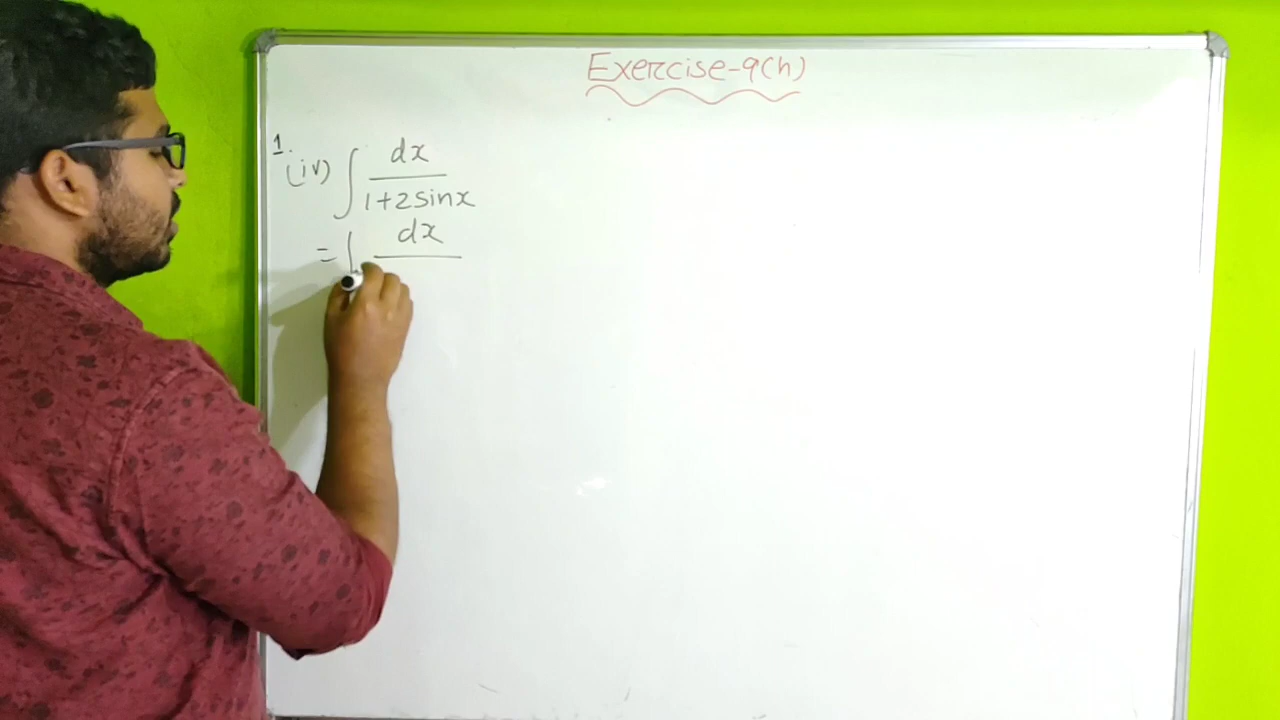 Exercise-9(h)
1.
(iv) ∫ dx
1+2sinx
= ∫ dx